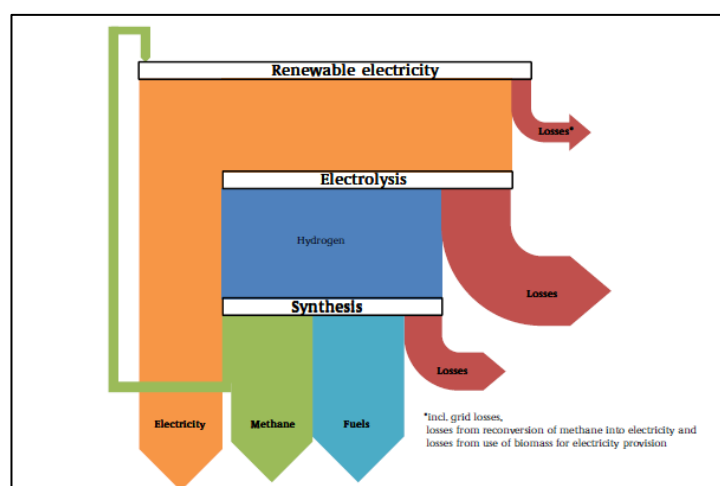 Renewable electricity
Losses*
Electrolysis
Hydrogen
Losses
Synthesis
Losses
Electricity
Methane
Fuels
*incl. grid losses,
losses from reconversion of methane into electricity and
losses from use of biomass for electricity provision